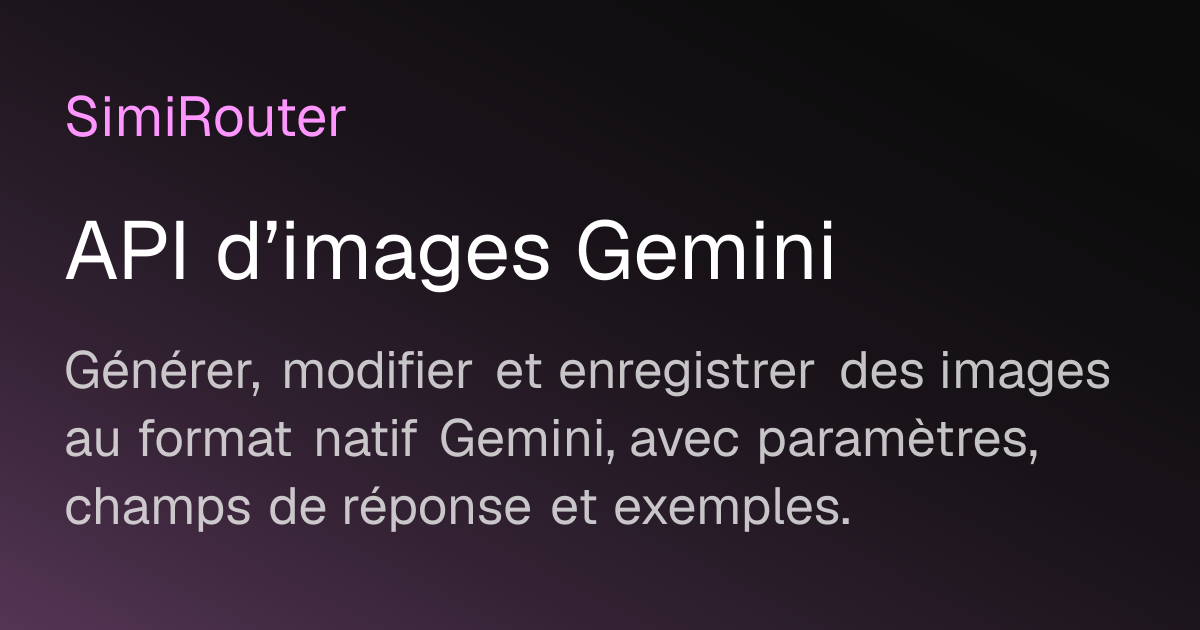 SimiRouter
API d’images Gemini
Générer, modifier et enregistrer des images
au format natif Gemini, avec paramètres,
champs de réponse et exemples.